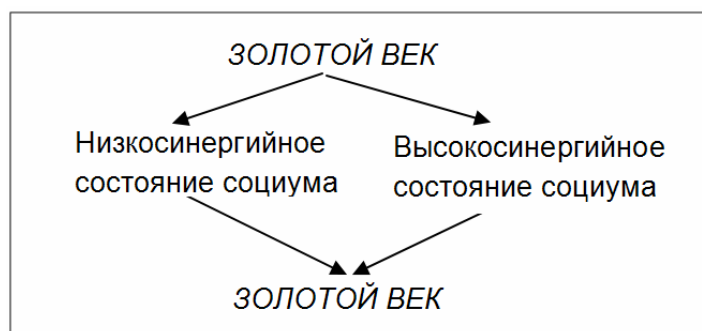 ЗОЛОТОЙ ВЕК
Низкосинергийное
состояние социума
Высокосинергийное
состояние социума
ЗОЛОТОЙ ВЕК